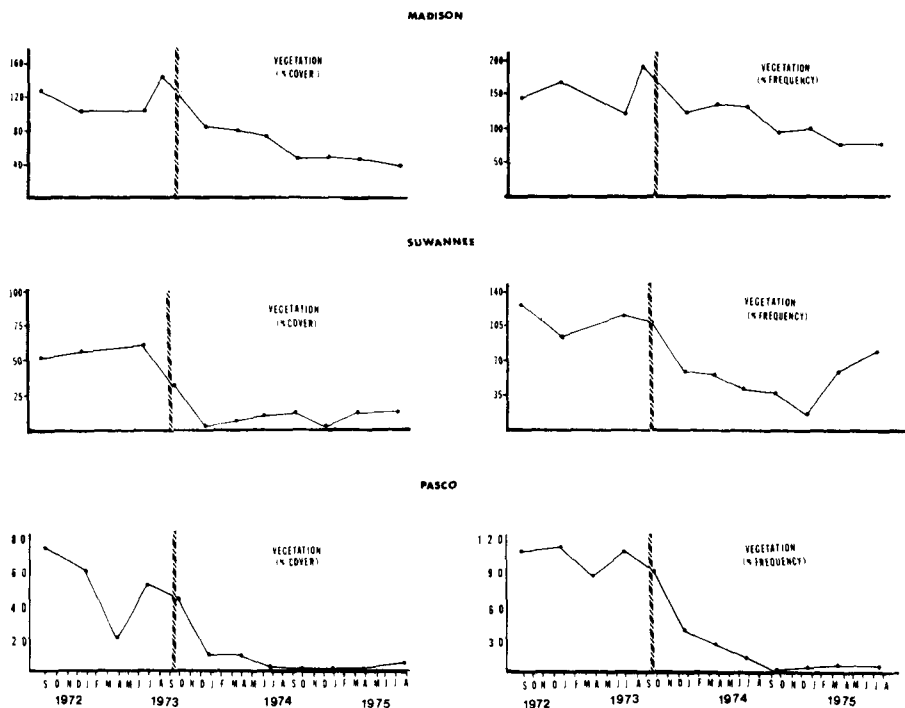 MADISON
160
120
80
40
VEGETATION
(% COVER)
200
150
100
50
VEGETATION
(% FREQUENCY)
SUWANNEE
100
75
50
25
VEGETATION
(% COVER)
140
105
70
35
VEGETATION
(% FREQUENCY)
PASCO
80
60
40
20
VEGETATION
(% COVER)
S O N D J F M A M J J A S O N D J F M A M J J A S O N D J F M A M J J A
1972 1973 1974 1975
120
90
60
30
VEGETATION
(% FREQUENCY)
S O N D J F M A M J J A S O N D J F M A M J J A S O N D J F M A M J J A
1972 1973 1974 1975